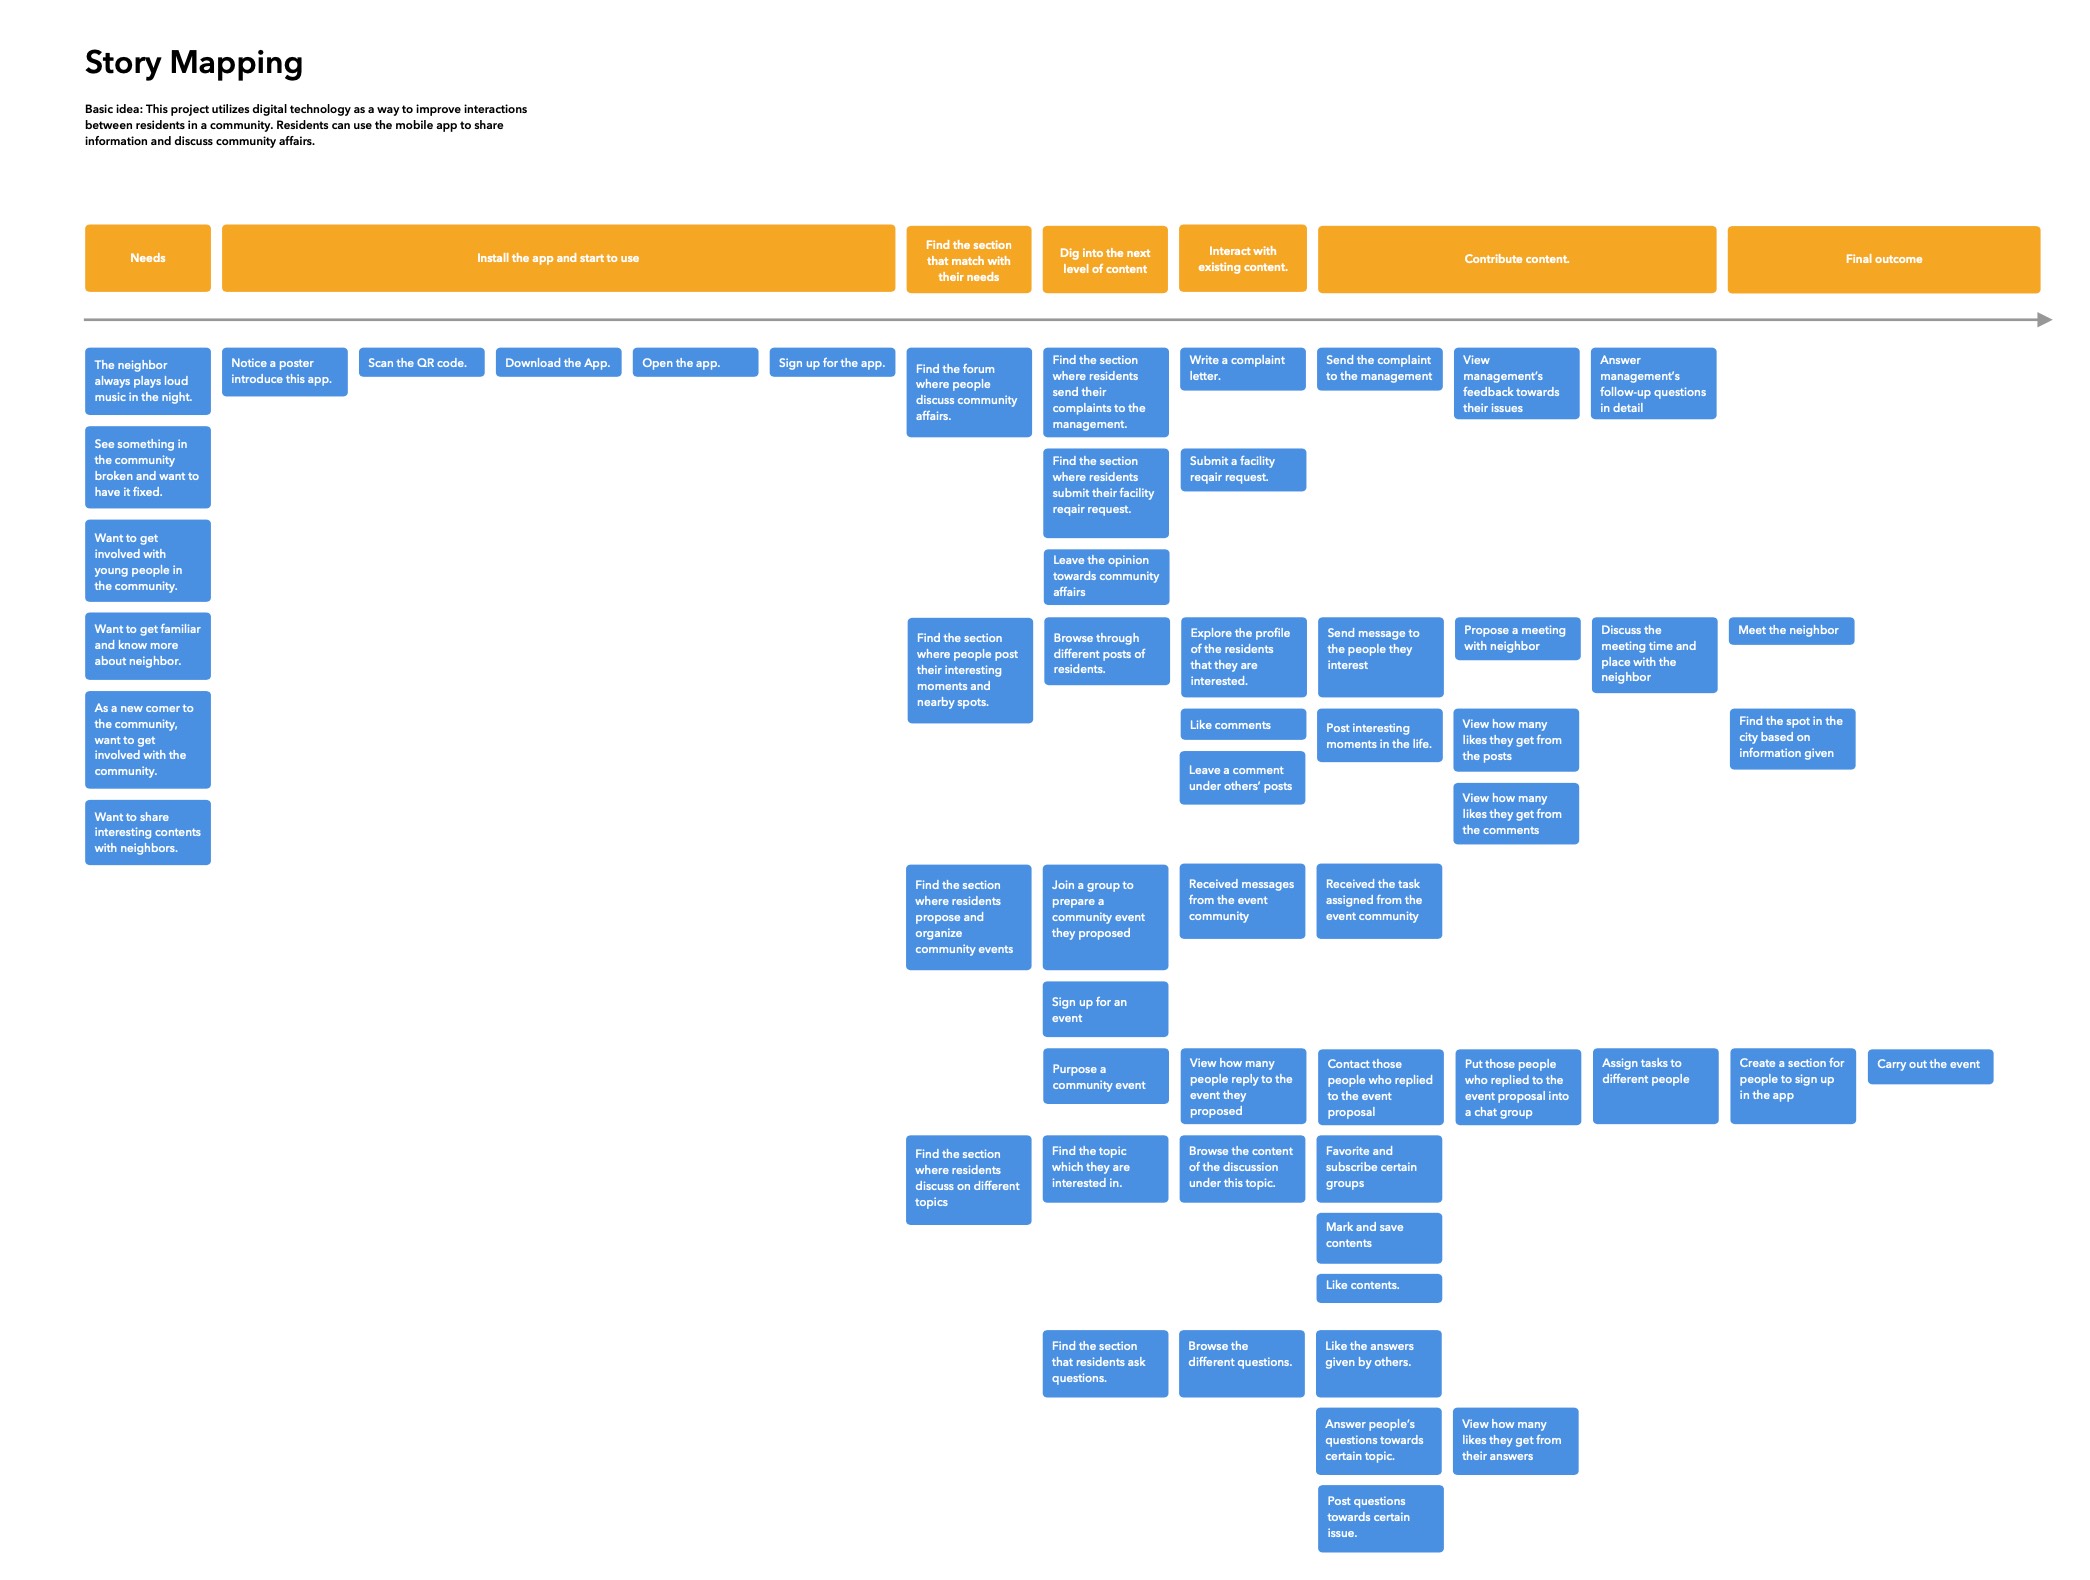 Story Mapping
Basic idea: This project utilizes digital technology as a way to improve interactions
between residents in a community. Residents can use the mobile app to share
information and discuss community affairs.
Needs
Install the app and start to use
Find the section
that match with
their needs
Dig into the next
level of content
Interact with
existing content.
Contribute content.
Final outcome
The neighbor
always plays loud
music in the night.
Notice a poster
introduce this app.
Scan the QR code.
Download the App.
Open the app.
Sign up for the app.
Find the forum
where people
discuss community
affairs.
Find the section
where residents
send their
complaints to the
management.
Write a complaint
letter.
Send the complaint
to the management
View
management's
feedback towards
their issues
Answer
management's
follow-up questions
in detail
See something in
the community
broken and want to
have it fixed.
Find the section
where residents
submit their facility
reqair request.
Submit a facility
reqair request.
Want to get
involved with
young people in
the community.
Leave the opinion
towards community
affairs
Want to get familiar
and know more
about neighbor.
Find the section
where people post
their interesting
moments and
nearby spots.
Browse through
different posts of
residents.
Explore the profile
of the residents
that they are
interested.
Send message to
the people they
interest
Propose a meeting
with neighbor
Discuss the
meeting time and
place with the
neighbor
Meet the neighbor
As a new comer to
the community,
want to get
involved with the
community.
Like comments
Post interesting
moments in the life.
View how many
likes they get from
the posts
Find the spot in the
city based on
information given
Leave a comment
under others' posts
View how many
likes they get from
the comments
Want to share
interesting contents
with neighbors.
Find the section
where residents
propose and
organize
community events
Join a group to
prepare a
community event
they proposed
Received messages
from the event
community
Received the task
assigned from the
event community
Sign up for an
event
Purpose a
community event
View how many
people reply to the
event they
proposed
Contact those
people who replied
to the event
proposal
Put those people
who replied to the
event proposal into
a chat group
Assign tasks to
different people
Create a section for
people to sign up
in the app
Carry out the event
Find the section
where residents
discuss on different
topics
Find the topic
which they are
interested in.
Browse the content
of the discussion
under this topic.
Favorite and
subscribe certain
groups
Mark and save
contents
Like contents.
Find the section
that residents ask
questions.
Browse the
different questions.
Like the answers
given by others.
Answer people's
questions towards
certain topic.
View how many
likes they get from
their answers
Post questions
towards certain
issue.